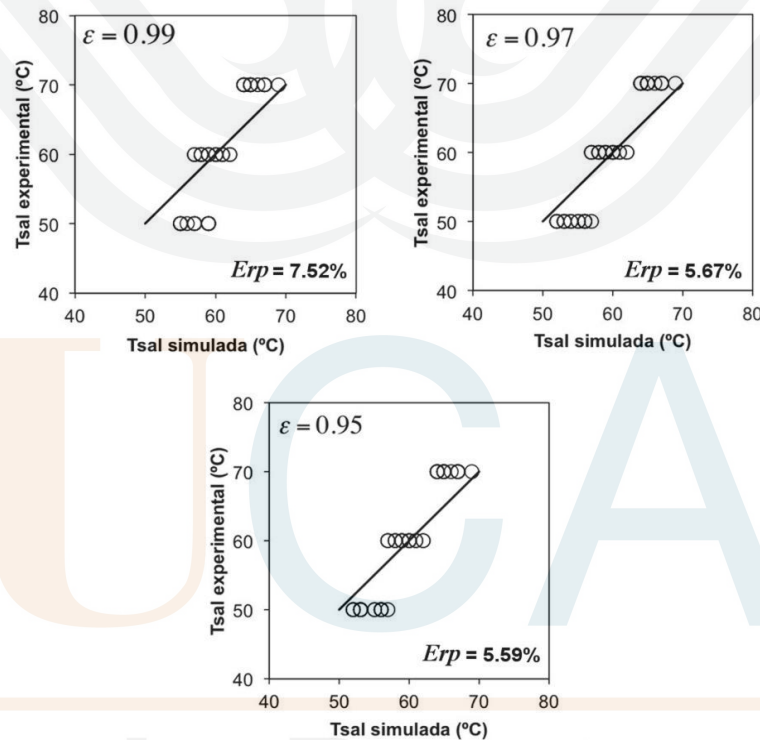 80
70
60
50
40
40 50 60 70 80
ε = 0.99
Erp = 7.52%
Tsal experimental (ºC)
Tsal simulada (ºC)
80
70
60
50
40
40 50 60 70 80
ε = 0.97
Erp = 5.67%
Tsal experimental (ºC)
Tsal simulada (ºC)
80
70
60
50
40
40 50 60 70 80
ε = 0.95
Erp = 5.59%
Tsal experimental (ºC)
Tsal simulada (ºC)
UCA